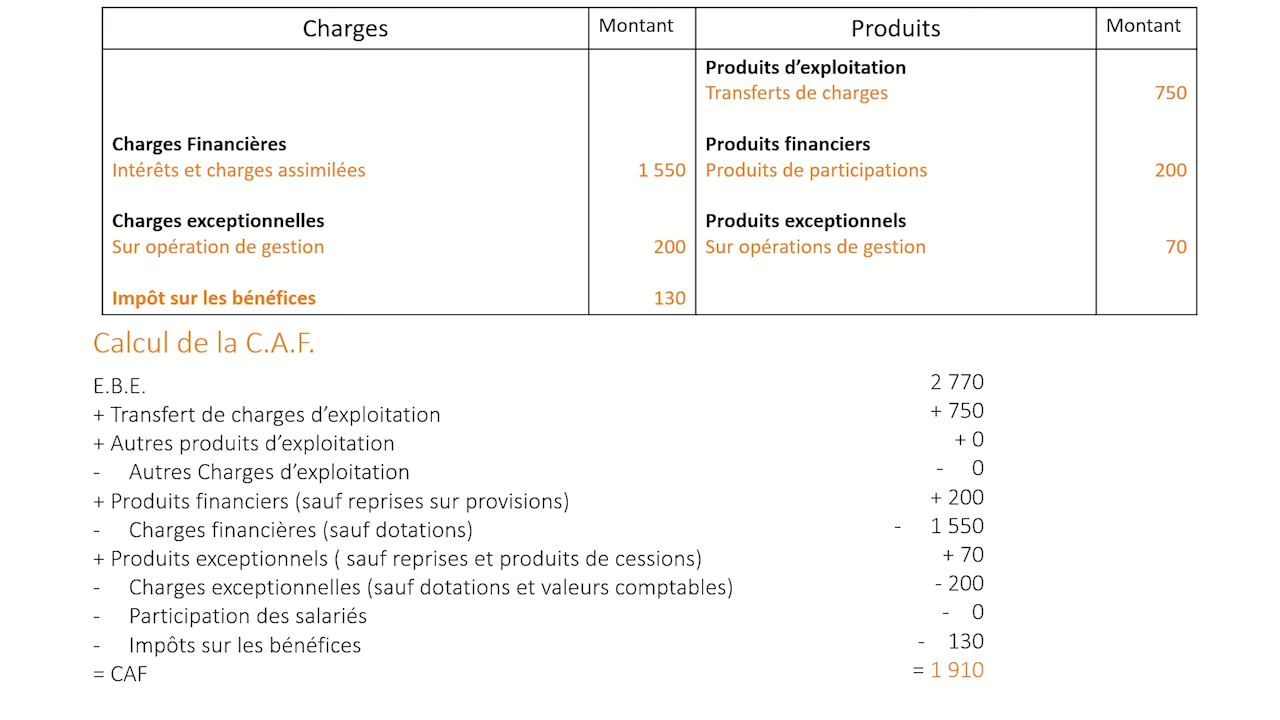 Charges Montant Produits Montant
Produits d’exploitation
Transferts de charges 750
Charges Financières Produits financiers
Intérêts et charges assimilées 1 550 Produits de participations 200
Charges exceptionnelles Produits exceptionnels
Sur opération de gestion 200 Sur opérations de gestion 70
Impôt sur les bénéfices 130
Calcul de la C.A.F.
E.B.E. 2 770
+ Transfert de charges d’exploitation + 750
+ Autres produits d’exploitation + 0
- Autres Charges d’exploitation - 0
+ Produits financiers (sauf reprises sur provisions) + 200
- Charges financières (sauf dotations) - 1 550
+ Produits exceptionnels ( sauf reprises et produits de cessions) + 70
- Charges exceptionnelles (sauf dotations et valeurs comptables) - 200
- Participation des salariés - 0
- Impôts sur les bénéfices - 130
= CAF = 1 910